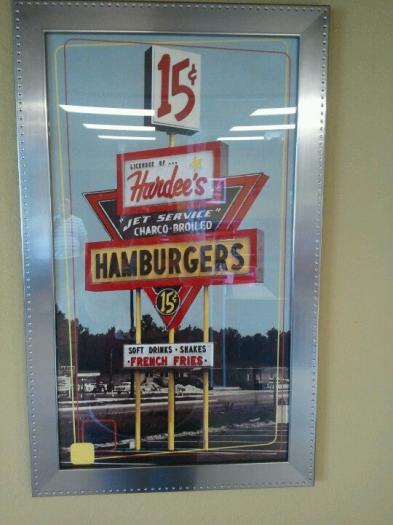 15¢
LICENSEE OF...
Hardee's
"JET SERVICE"
CHARCO-BROILED
HAMBURGERS
15¢
SOFT DRINKS • SHAKES
• FRENCH FRIES •